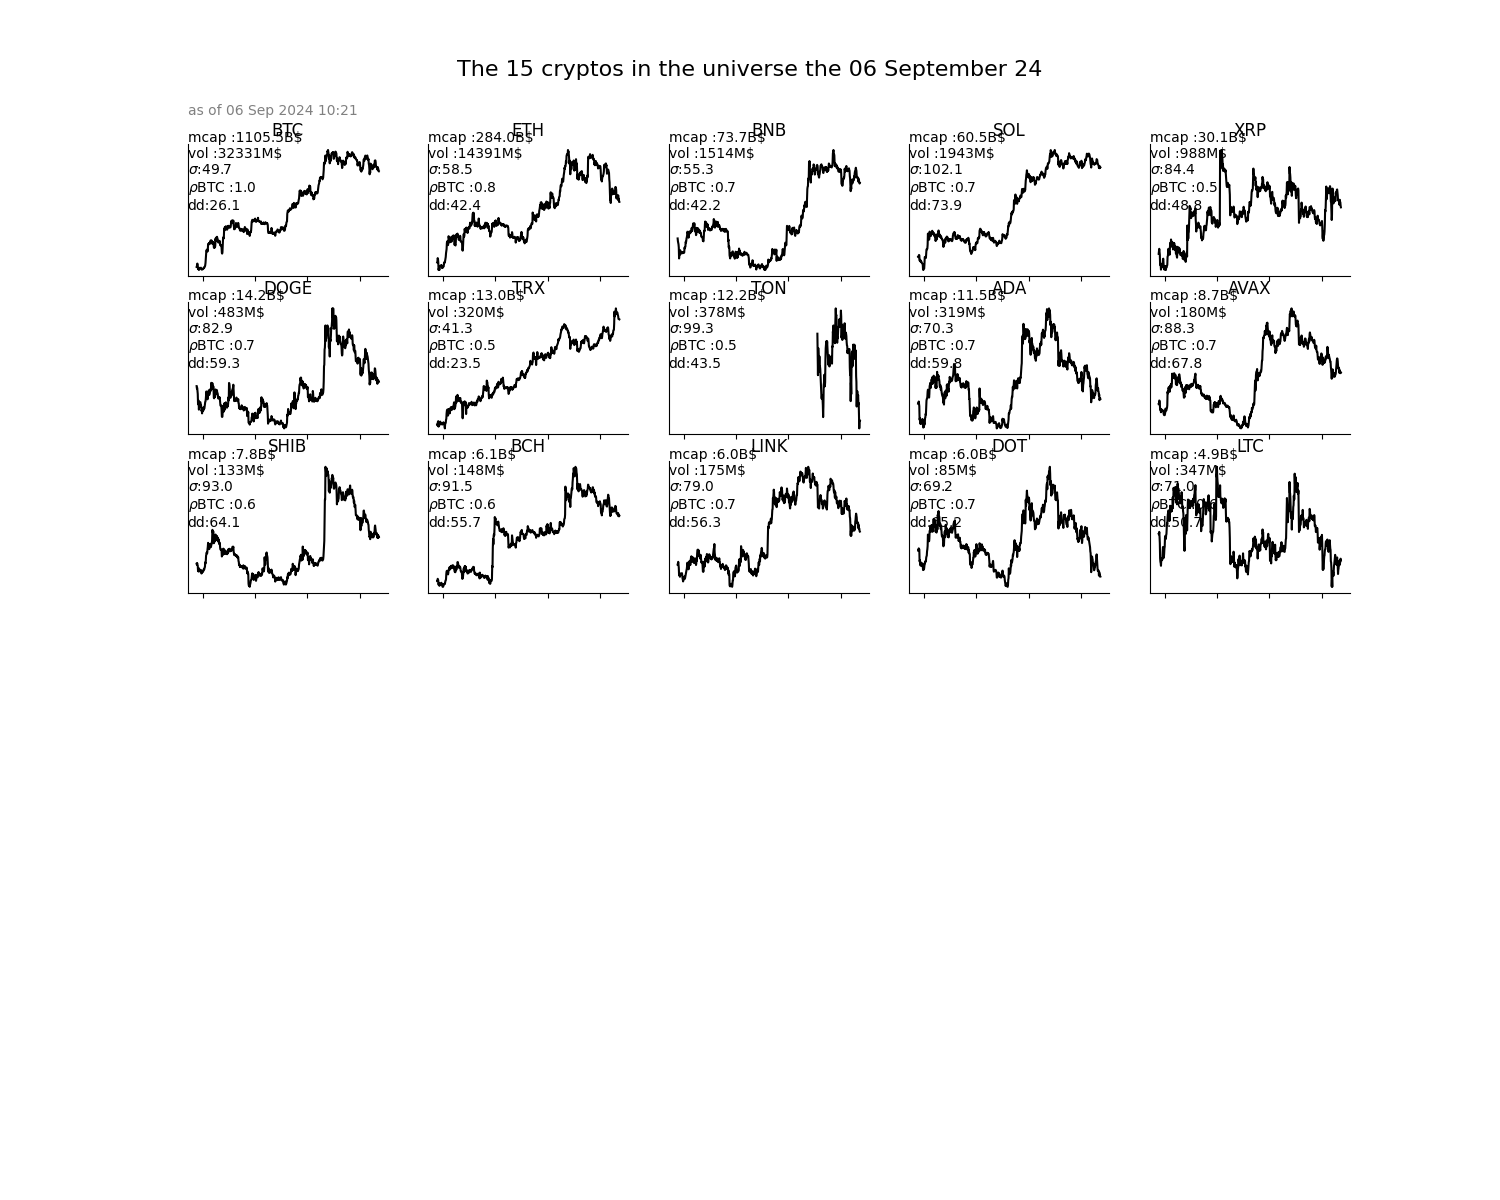 The 15 cryptos in the universe the 06 September 24
as of 06 Sep 2024 10:21
BTC
mcap :1105.5B$
vol :32331M$
σ:49.7
ρBTC :1.0
dd:26.1
ETH
mcap :284.0B$
vol :14391M$
σ:58.5
ρBTC :0.8
dd:42.4
BNB
mcap :73.7B$
vol :1514M$
σ:55.3
ρBTC :0.7
dd:42.2
SOL
mcap :60.5B$
vol :1943M$
σ:102.1
ρBTC :0.7
dd:73.9
XRP
mcap :30.1B$
vol :988M$
σ:84.4
ρBTC :0.5
dd:48.8
DOGE
mcap :14.2B$
vol :483M$
σ:82.9
ρBTC :0.7
dd:59.3
TRX
mcap :13.0B$
vol :320M$
σ:41.3
ρBTC :0.5
dd:23.5
TON
mcap :12.2B$
vol :378M$
σ:99.3
ρBTC :0.5
dd:43.5
ADA
mcap :11.5B$
vol :319M$
σ:70.3
ρBTC :0.7
dd:59.8
AVAX
mcap :8.7B$
vol :180M$
σ:88.3
ρBTC :0.7
dd:67.8
SHIB
mcap :7.8B$
vol :133M$
σ:93.0
ρBTC :0.6
dd:64.1
BCH
mcap :6.1B$
vol :148M$
σ:91.5
ρBTC :0.6
dd:55.7
LINK
mcap :6.0B$
vol :175M$
σ:79.0
ρBTC :0.7
dd:56.3
DOT
mcap :6.0B$
vol :85M$
σ:69.2
ρBTC :0.7
LTC
mcap :4.9B$
vol :347M$
σ:71.0